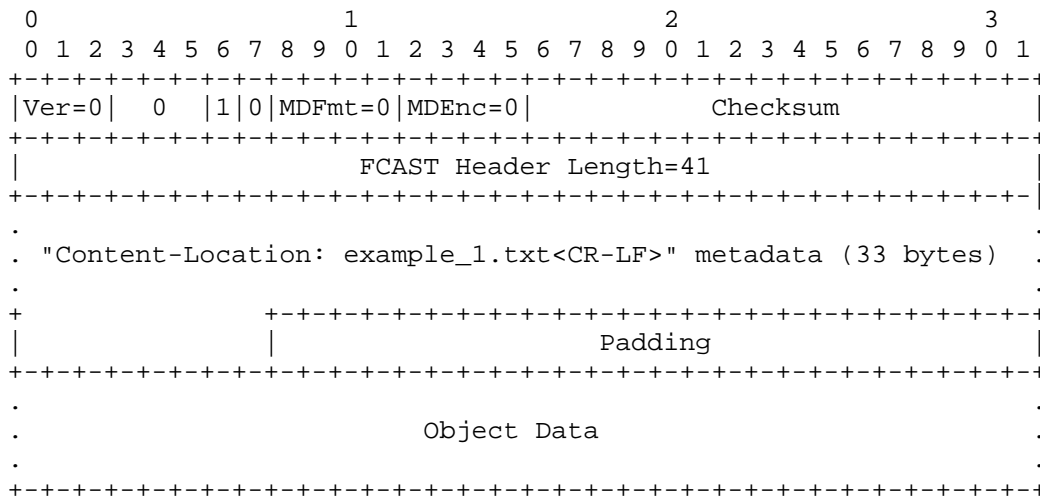 0                   1                   2                   3
 0 1 2 3 4 5 6 7 8 9 0 1 2 3 4 5 6 7 8 9 0 1 2 3 4 5 6 7 8 9 0 1
+-+-+-+-+-+-+-+-+-+-+-+-+-+-+-+-+-+-+-+-+-+-+-+-+-+-+-+-+-+-+-+-+
|Ver=0|  0  |1|0|MDFmt=0|MDEnc=0|           Checksum            |
+-+-+-+-+-+-+-+-+-+-+-+-+-+-+-+-+-+-+-+-+-+-+-+-+-+-+-+-+-+-+-+-+
|                     FCAST Header Length=41                    |
+-+-+-+-+-+-+-+-+-+-+-+-+-+-+-+-+-+-+-+-+-+-+-+-+-+-+-+-+-+-+-+-|
.                                                               .
. "Content-Location: example_1.txt<CR-LF>" metadata (33 bytes)  .
.                                                               .
+               +-+-+-+-+-+-+-+-+-+-+-+-+-+-+-+-+-+-+-+-+-+-+-+-+
|               |                    Padding                    |
+-+-+-+-+-+-+-+-+-+-+-+-+-+-+-+-+-+-+-+-+-+-+-+-+-+-+-+-+-+-+-+-+
.                                                               .
.                         Object Data                           .
.                                                               .
+-+-+-+-+-+-+-+-+-+-+-+-+-+-+-+-+-+-+-+-+-+-+-+-+-+-+-+-+-+-+-+-+